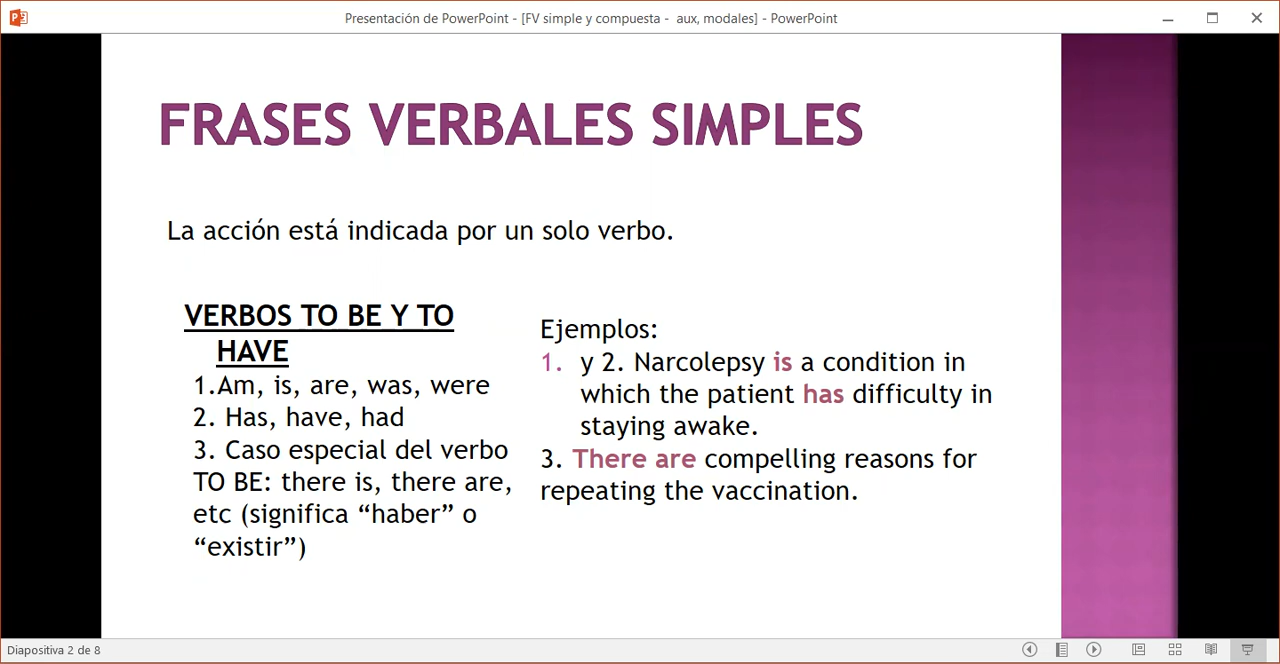 Presentación de PowerPoint - [FV simple y compuesta - aux, modales] - PowerPoint
FRASES VERBALES SIMPLES
La acción está indicada por un solo verbo.
VERBOS TO BE Y TO
HAVE
1.Am, is, are, was, were
2. Has, have, had
3. Caso especial del verbo
TO BE: there is, there are,
etc (significa “haber” o
“existir”)
Ejemplos:
1. y 2. Narcolepsy is a condition in
which the patient has difficulty in
staying awake.
3. There are compelling reasons for
repeating the vaccination.
Diapositiva 2 de 8